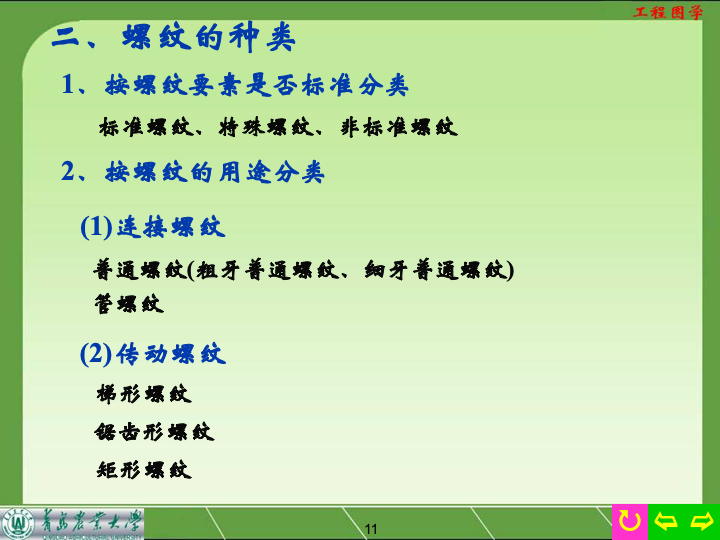 工程图学
二、螺纹的种类
1、按螺纹要素是否标准分类
标准螺纹、特殊螺纹、非标准螺纹
2、按螺纹的用途分类
(1)连接螺纹
普通螺纹(粗牙普通螺纹、细牙普通螺纹)
管螺纹
(2)传动螺纹
梯形螺纹
锯齿形螺纹
矩形螺纹
青岛农业大学
11